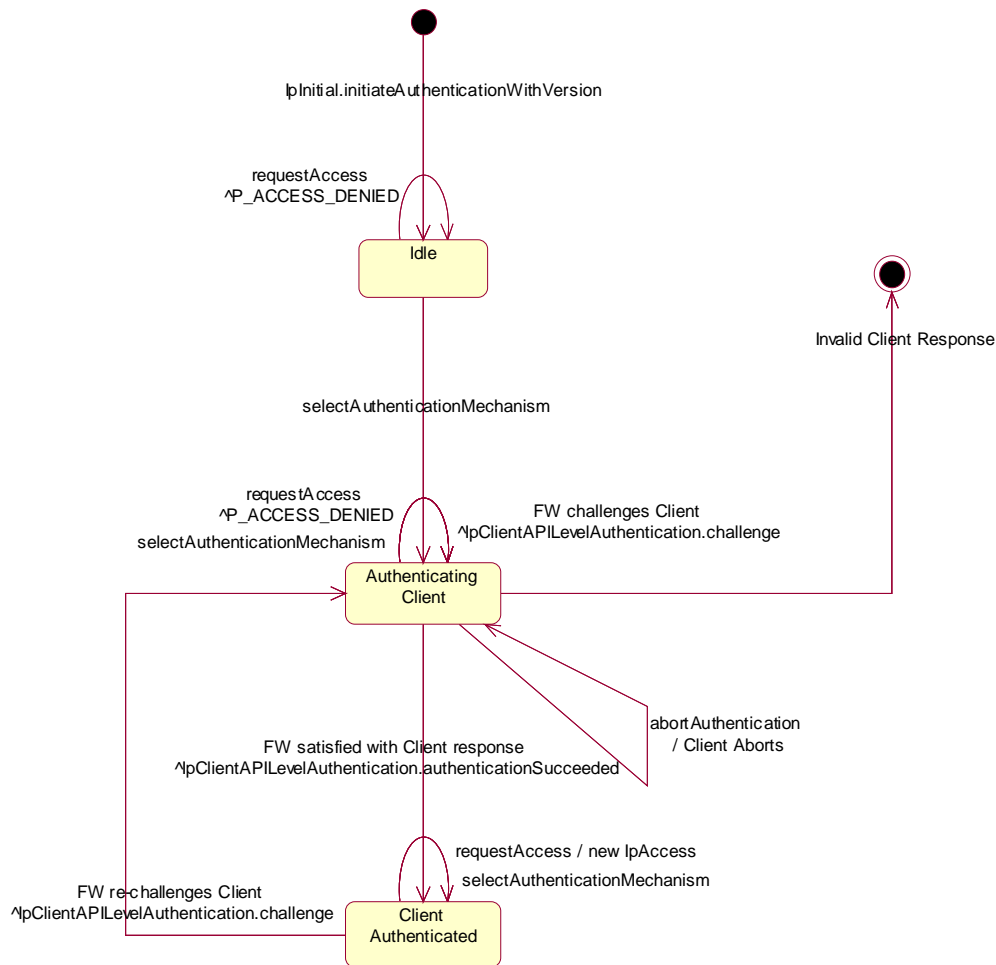 IpInitial.initiateAuthenticationWithVersion
requestAccess
^P_ACCESS_DENIED
Idle
Invalid Client Response
selectAuthenticationMechanism
requestAccess
^P_ACCESS_DENIED
selectAuthenticationMechanism
FW challenges Client
^IpClientAPILevelAuthentication.challenge
Authenticating
Client
abortAuthentication
/ Client Aborts
FW satisfied with Client response
^IpClientAPILevelAuthentication.authenticationSucceeded
requestAccess / new IpAccess
selectAuthenticationMechanism
FW re-challenges Client
^IpClientAPILevelAuthentication.challenge
Client
Authenticated